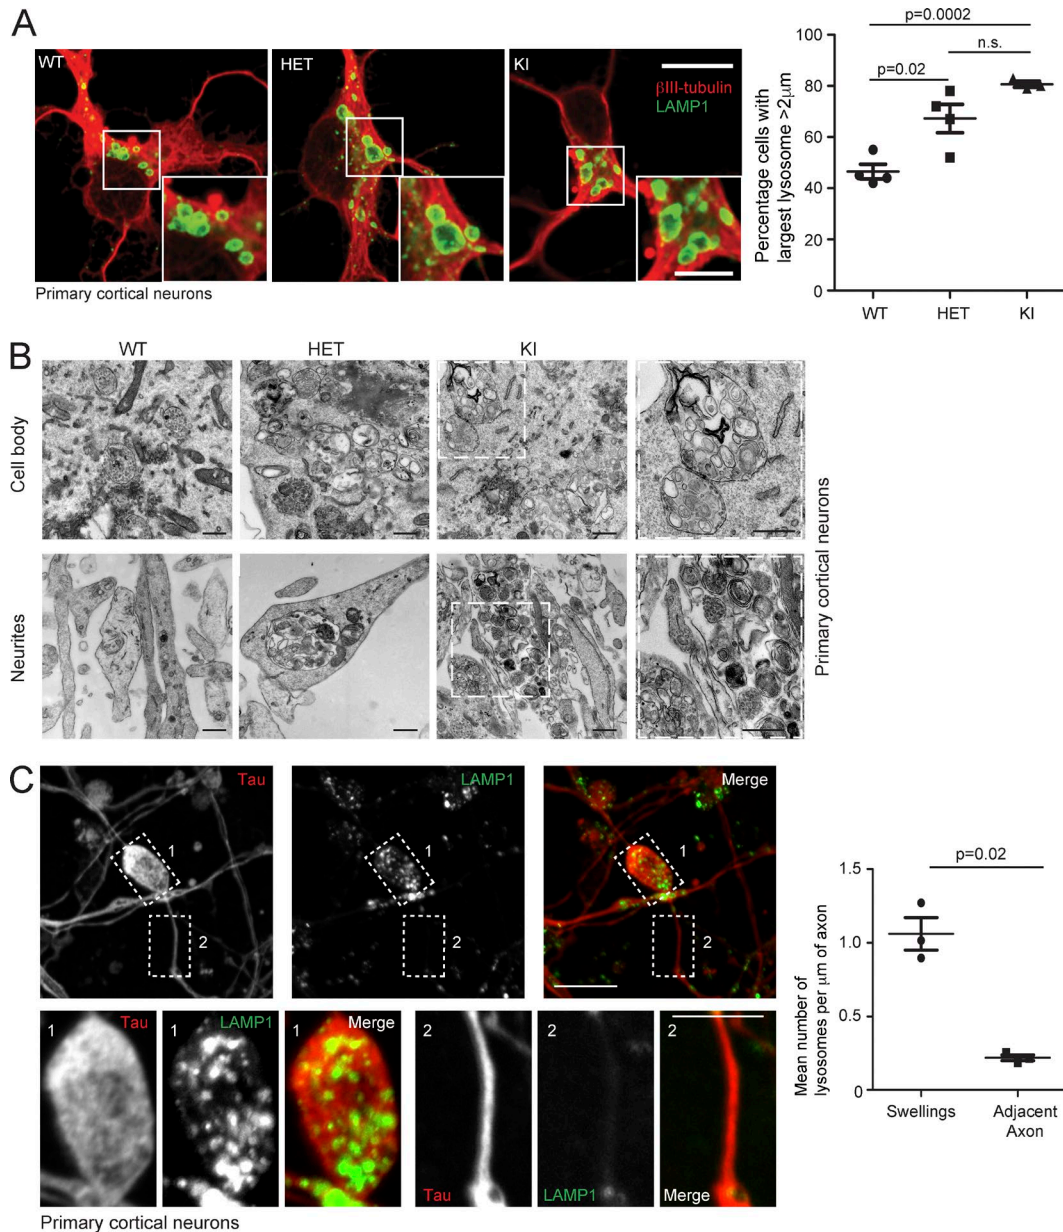 A
WT
HET
KI
βIII-tubulin
LAMP1
Primary cortical neurons
p=0.0002
n.s.
p=0.02
Percentage cells with
largest lysosome >2μm
100
80
60
40
20
0
WT
HET
KI
B
WT
HET
KI
Cell body
Neurites
Primary cortical neurons
C
Tau
LAMP1
Merge
1
2
1
2
1
2
1
Tau
1
LAMP1
1
Merge
2
Tau
2
LAMP1
2
Merge
Primary cortical neurons
p=0.02
Mean number of
lysosomes per μm of axon
1.5
1.0
0.5
0
Swellings
Adjacent
Axon